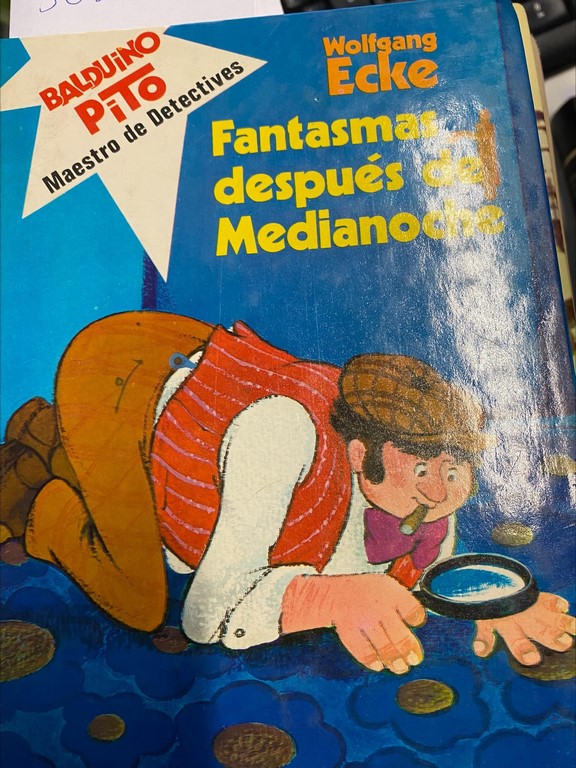 BALDUINO
PITO
Maestro de Detectives
Wolfgang
Ecke
Fantasmas
después de
Medianoche